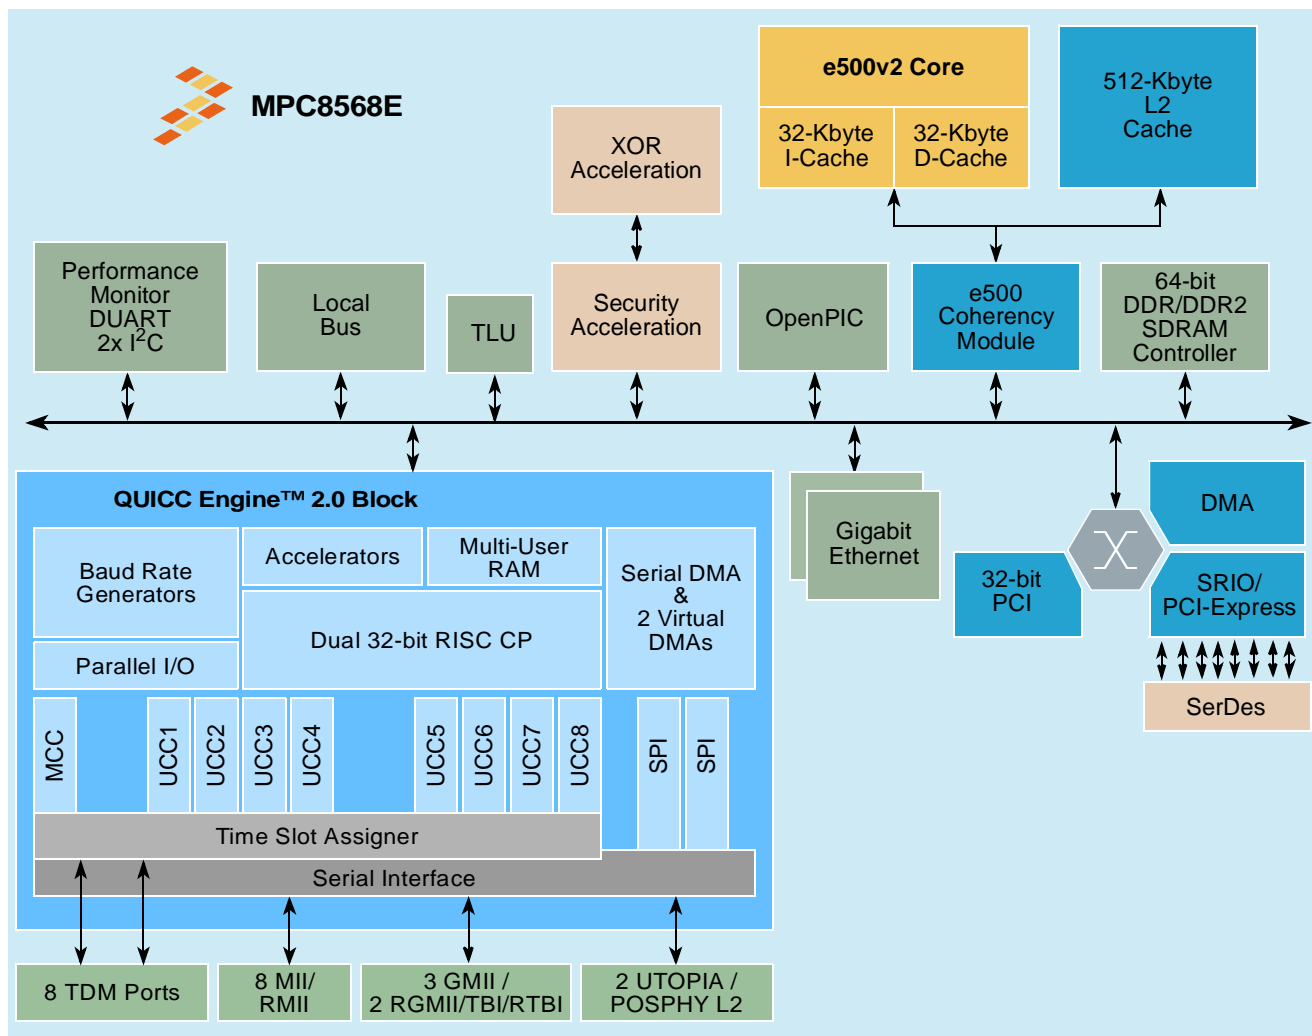 MPC8568E
e500v2 Core
32-Kbyte
I-Cache
32-Kbyte
D-Cache
512-Kbyte
L2
Cache
XOR
Acceleration
Performance
Monitor
DUART
2x I²C
Local
Bus
TLU
Security
Acceleration
OpenPIC
e500
Coherency
Module
64-bit
DDR/DDR2
SDRAM
Controller
QUICC Engine™ 2.0 Block
Baud Rate
Generators
Accelerators
Multi-User
RAM
Serial DMA
&
2 Virtual
DMAs
Dual 32-bit RISC CP
Parallel I/O
MCC
UCC1
UCC2
UCC3
UCC4
UCC5
UCC6
UCC7
UCC8
SPI
SPI
Time Slot Assigner
Serial Interface
8 TDM Ports
8 MII/
RMII
3 GMII /
2 RGMII/TBI/RTBI
2 UTOPIA /
POSPHY L2
Gigabit
Ethernet
32-bit
PCI
DMA
SRIO/
PCI-Express
SerDes